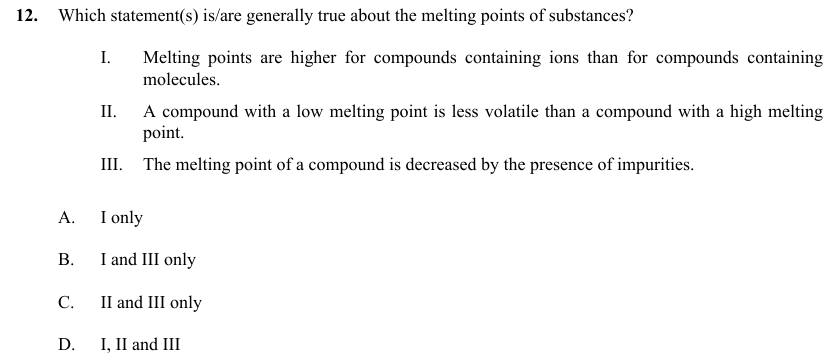 12. Which statement(s) is/are generally true about the melting points of substances?
I. Melting points are higher for compounds containing ions than for compounds containing
molecules.
II. A compound with a low melting point is less volatile than a compound with a high melting
point.
III. The melting point of a compound is decreased by the presence of impurities.
A. I only
B. I and III only
C. II and III only
D. I, II and III